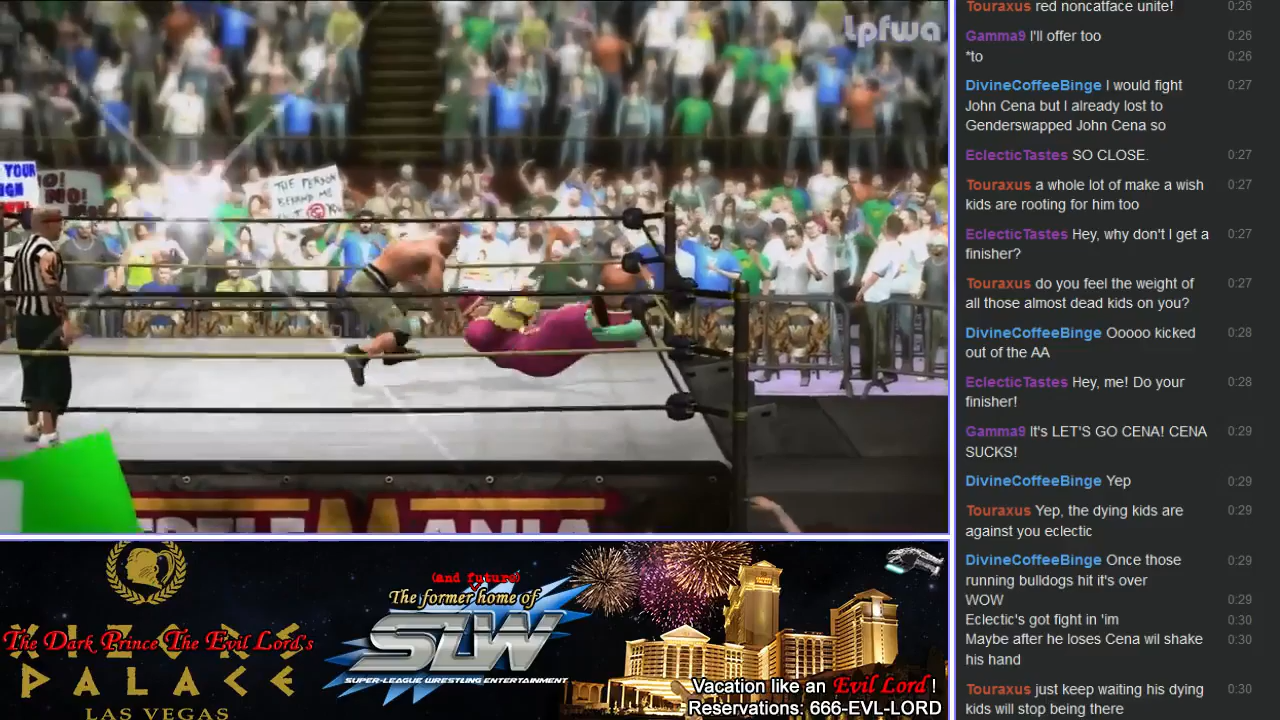 lpfwa
YOUR
IGN
NO!
NO!
THE PERSON
BEHIND ME
WRESTLEMANIA
Touraxus red noncatface unite! 0:26
Gamma9 I'll offer too 0:26
*to 0:26
DivineCoffeeBinge I would fight 0:27
John Cena but I already lost to
Genderswapped John Cena so
EclecticTastes SO CLOSE. 0:27
Touraxus a whole lot of make a wish 0:27
kids are rooting for him too
EclecticTastes Hey, why don't I get a 0:27
finisher?
Touraxus do you feel the weight of 0:27
all those almost dead kids on you?
DivineCoffeeBinge Ooooo kicked 0:28
out of the AA
EclecticTastes Hey, me! Do your 0:28
finisher!
Gamma9 It's LET'S GO CENA! CENA 0:29
SUCKS!
DivineCoffeeBinge Yep 0:29
Touraxus Yep, the dying kids are 0:29
against you eclectic
DivineCoffeeBinge Once those 0:29
running bulldogs hit it's over
WOW 0:29
Eclectic's got fight in 'im 0:30
Maybe after he loses Cena wil shake 0:30
his hand
Touraxus just keep waiting his dying 0:30
kids will stop being there
The Dark Prince The Evil Lord's
KIZORS
PALACE
LAS VEGAS
(and future)
The former home of
SLW
SUPER-LEAGUE WRESTLING ENTERTAINMENT
Vacation like an Evil Lord !
Reservations: 666-EVL-LORD